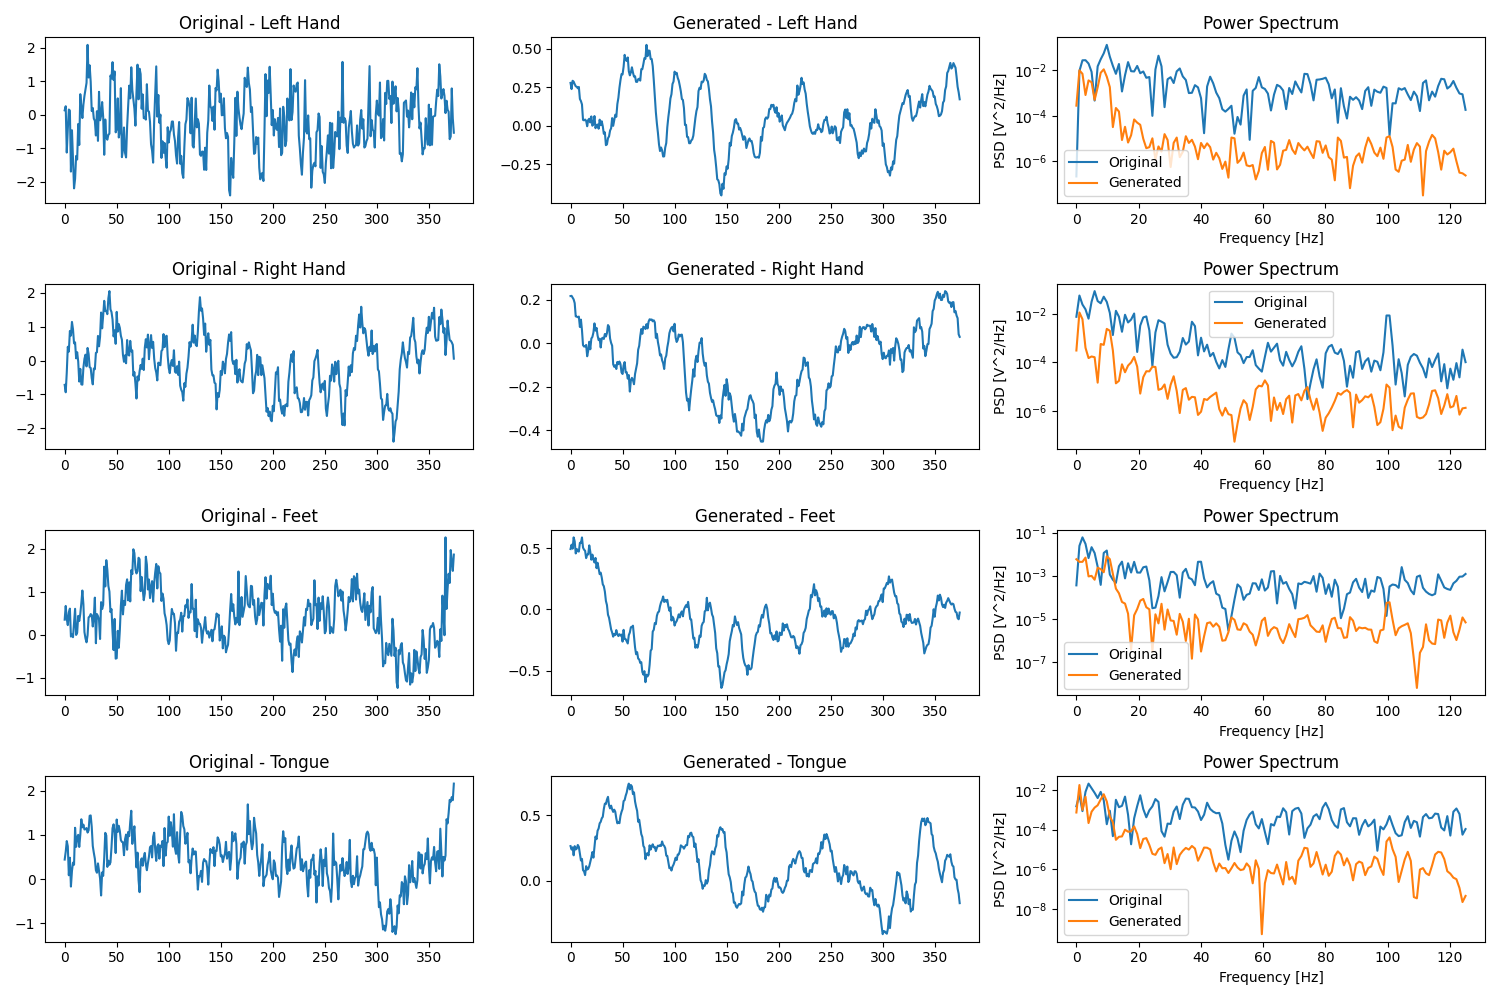 Original - Left Hand
2
1
0
−1
−2
0 50 100 150 200 250 300 350
Generated - Left Hand
0.50
0.25
0.00
−0.25
0 50 100 150 200 250 300 350
Power Spectrum
PSD [V^2/Hz]
10−2
10−4
10−6
Original
Generated
0 20 40 60 80 100 120
Frequency [Hz]
Original - Right Hand
2
1
0
−1
−2
0 50 100 150 200 250 300 350
Generated - Right Hand
0.2
0.0
−0.2
−0.4
0 50 100 150 200 250 300 350
Power Spectrum
PSD [V^2/Hz]
10−2
10−4
10−6
Original
Generated
0 20 40 60 80 100 120
Frequency [Hz]
Original - Feet
2
1
0
−1
0 50 100 150 200 250 300 350
Generated - Feet
0.5
0.0
−0.5
0 50 100 150 200 250 300 350
Power Spectrum
PSD [V^2/Hz]
10−1
10−3
10−5
10−7
Original
Generated
0 20 40 60 80 100 120
Frequency [Hz]
Original - Tongue
2
1
0
−1
0 50 100 150 200 250 300 350
Generated - Tongue
0.5
0.0
0 50 100 150 200 250 300 350
Power Spectrum
PSD [V^2/Hz]
10−2
10−4
10−6
10−8
Original
Generated
0 20 40 60 80 100 120
Frequency [Hz]